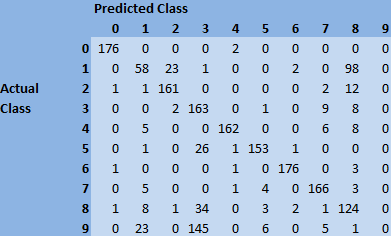 Predicted Class
0 1 2 3 4 5 6 7 8 9
0 176 0 0 0 2 0 0 0 0 0
1 0 58 23 1 0 0 2 0 98 0
Actual 2 1 1 161 0 0 0 0 2 12 0
Class 3 0 0 2 163 0 1 0 9 8 0
4 0 5 0 0 162 0 0 6 8 0
5 0 1 0 26 1 153 1 0 0 0
6 1 0 0 0 1 0 176 0 3 0
7 0 5 0 0 1 4 0 166 3 0
8 1 8 1 34 0 3 2 1 124 0
9 0 23 0 145 0 6 0 5 1 0